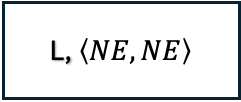 L, ⟨NE, NE⟩